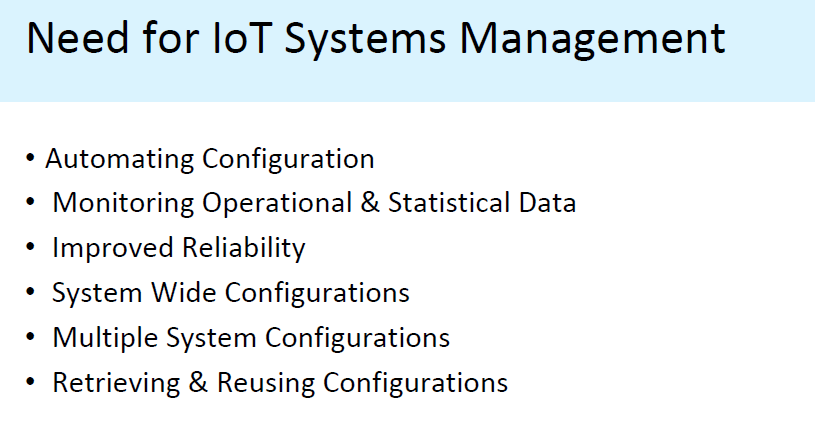 Need for IoT Systems Management
• Automating Configuration
• Monitoring Operational & Statistical Data
• Improved Reliability
• System Wide Configurations
• Multiple System Configurations
• Retrieving & Reusing Configurations